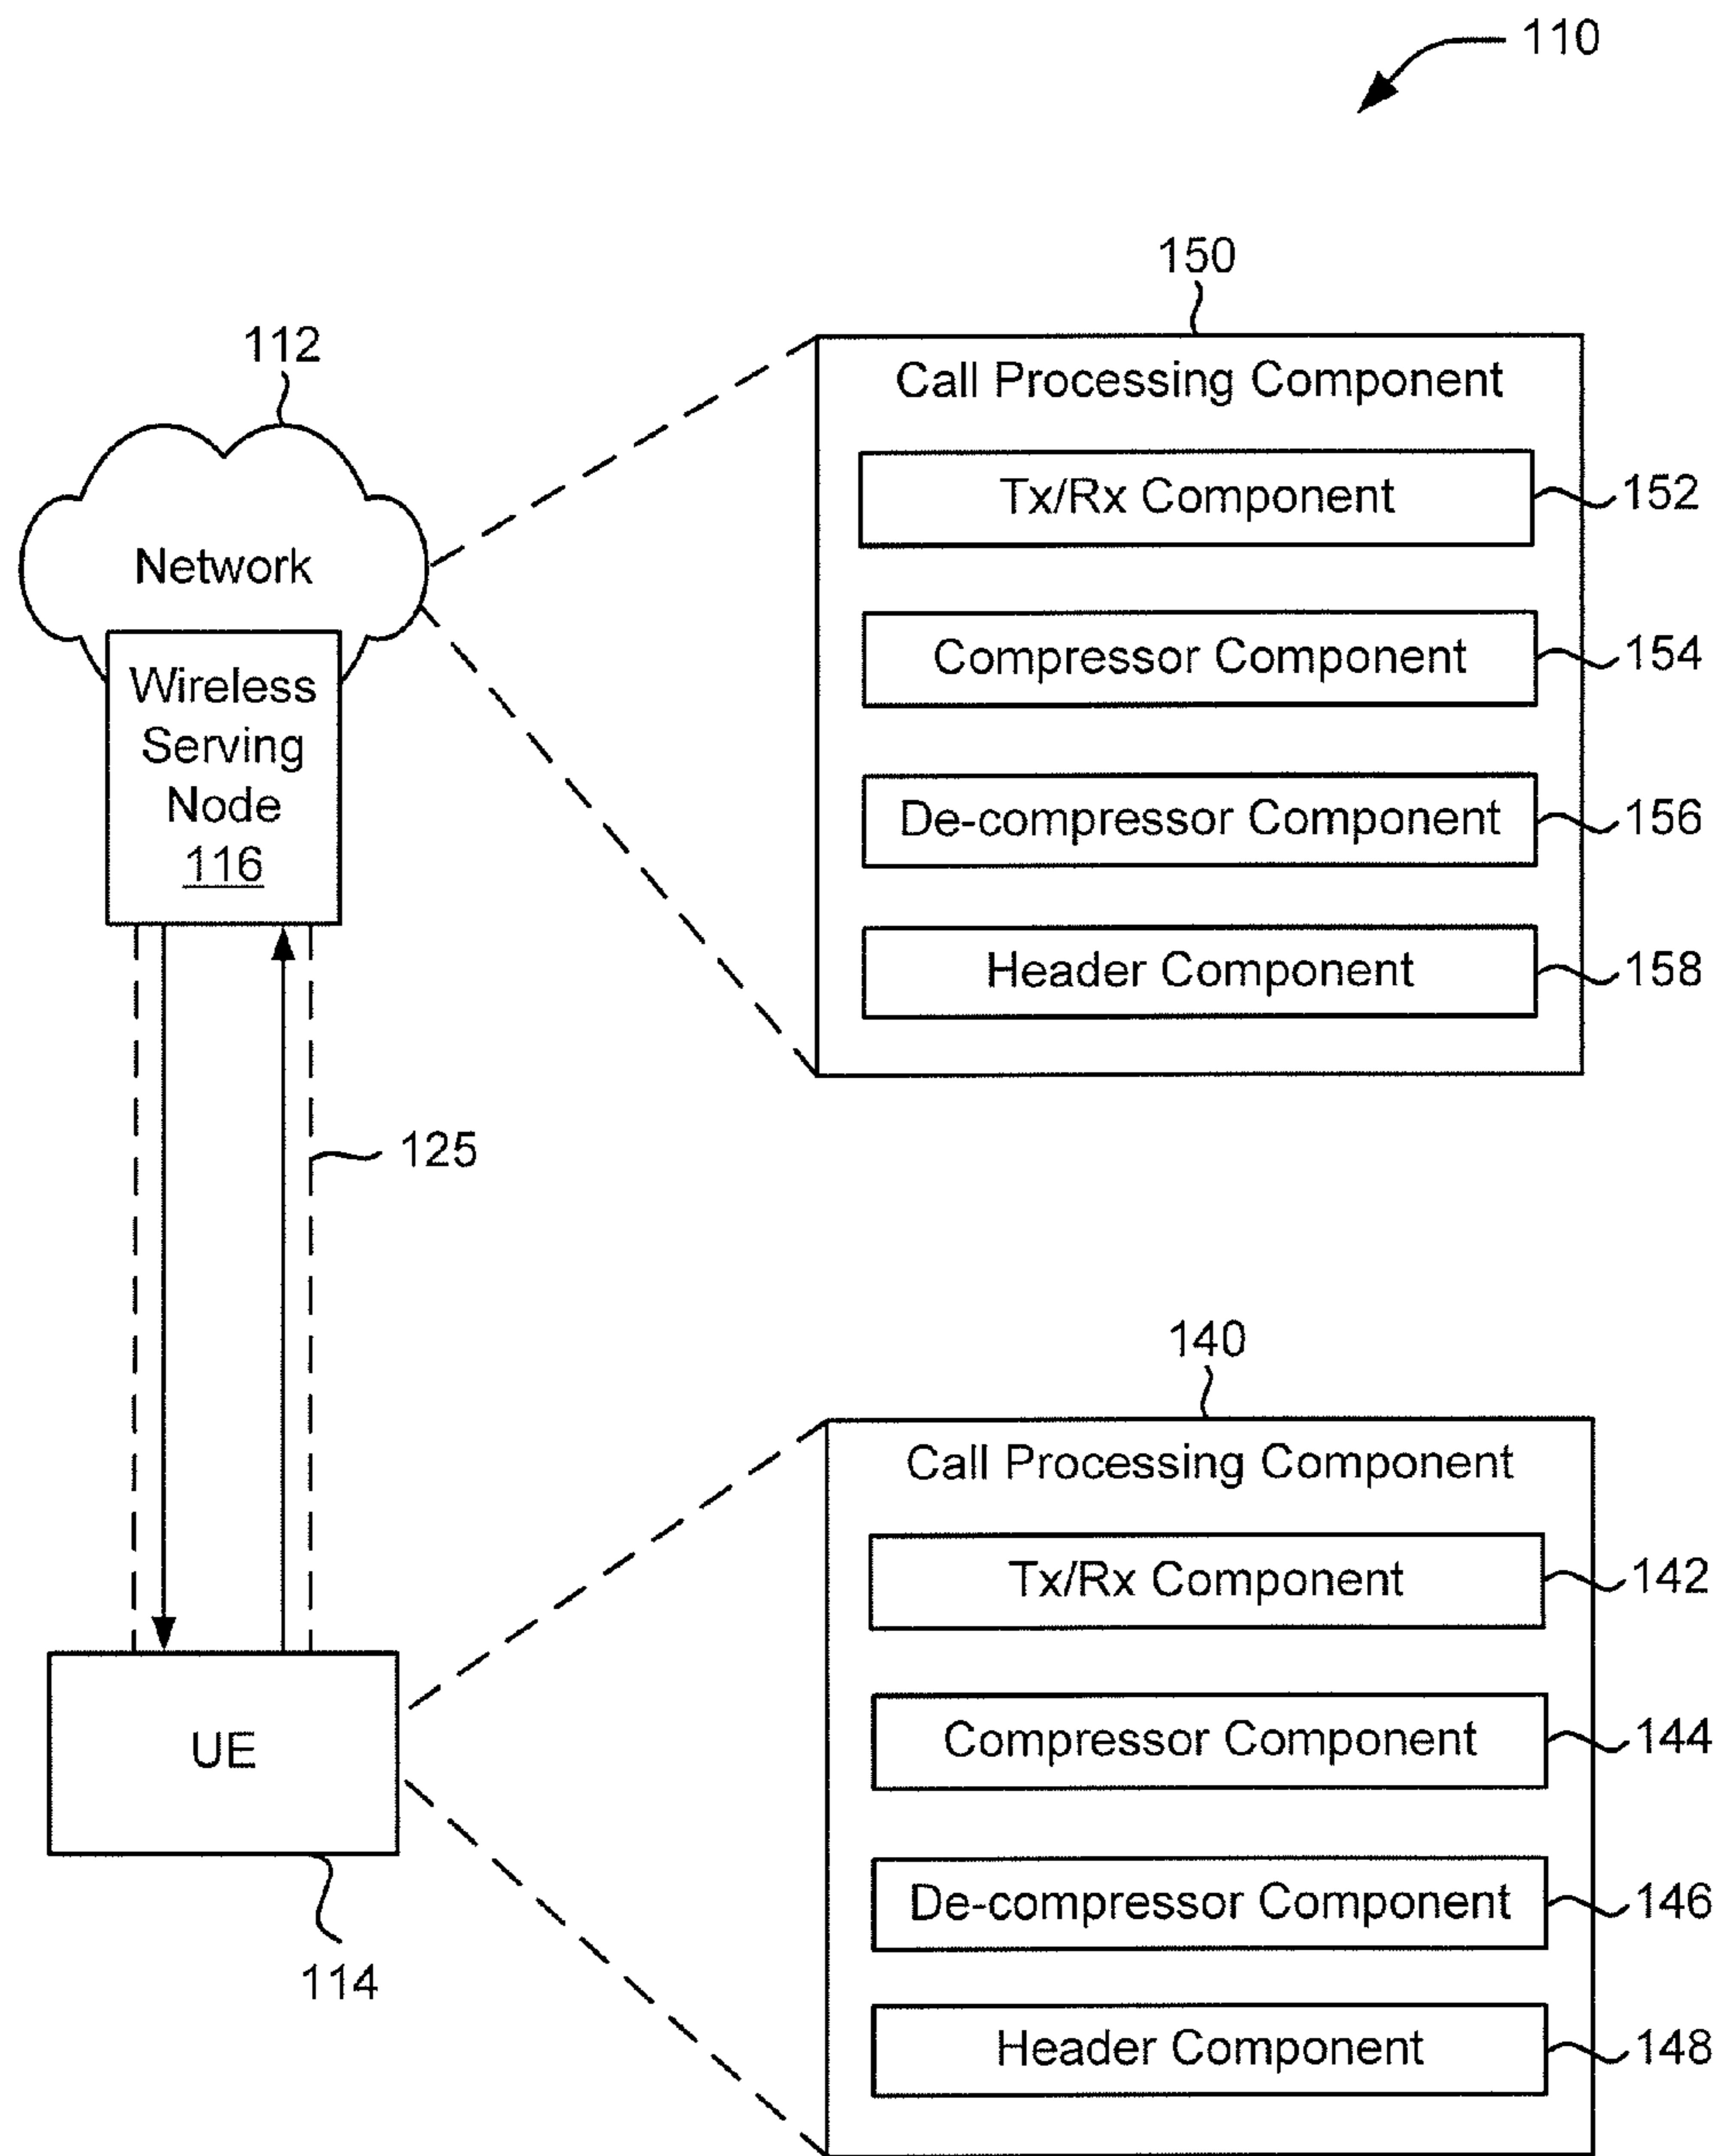 110
150
112
Call Processing Component
Tx/Rx Component
152
Network
Compressor Component
154
Wireless
Serving
Node
116
De-compressor Component
156
Header Component
158
125
140
Call Processing Component
Tx/Rx Component
142
UE
Compressor Component
144
De-compressor Component
146
114
Header Component
148